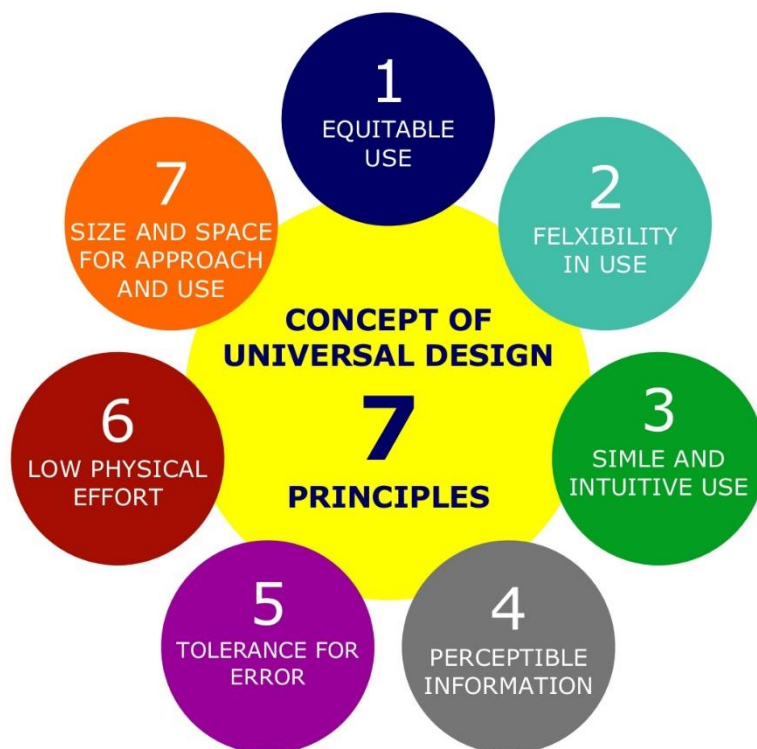 CONCEPT OF
UNIVERSAL DESIGN
7
PRINCIPLES
1
EQUITABLE
USE
2
FELXIBILITY
IN USE
3
SIMLE AND
INTUITIVE USE
4
PERCEPTIBLE
INFORMATION
5
TOLERANCE FOR
ERROR
6
LOW PHYSICAL
EFFORT
7
SIZE AND SPACE
FOR APPROACH
AND USE